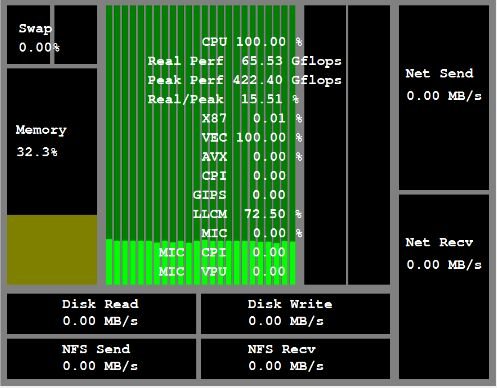 Swap
0.00%
Memory
32.3%
CPU 100.00 %
Real Perf 65.53 Gflops
Peak Perf 422.40 Gflops
Real/Peak 15.51 %
X87 0.01 %
VEC 100.00 %
AVX 0.00 %
CPI 0.00
GIPS 0.00
LLCM 72.50 %
MIC 0.00 %
MIC CPI 0.00
MIC VPU 0.00
Net Send
0.00 MB/s
Net Recv
0.00 MB/s
Disk Read
0.00 MB/s
Disk Write
0.00 MB/s
NFS Send
0.00 MB/s
NFS Recv
0.00 MB/s